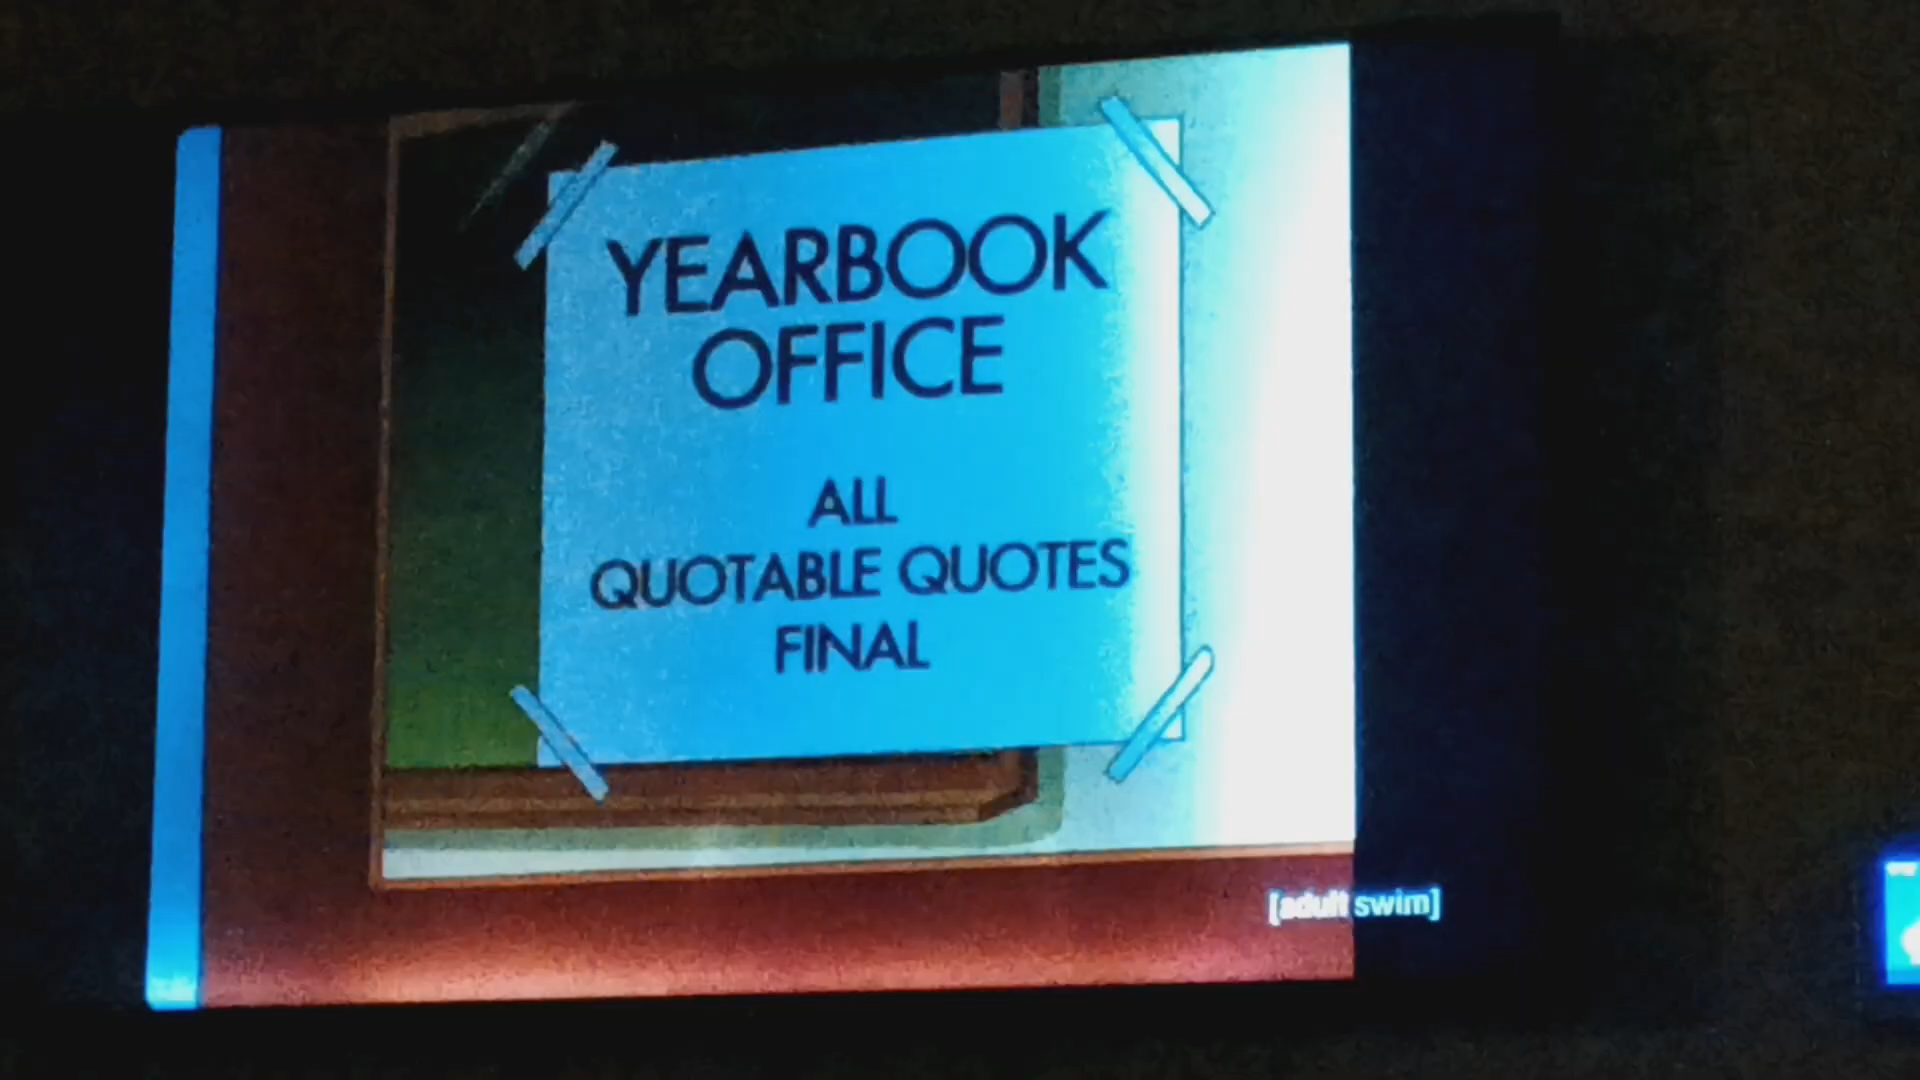 YEARBOOK
OFFICE
ALL
QUOTABLE QUOTES
FINAL
[adult swim]